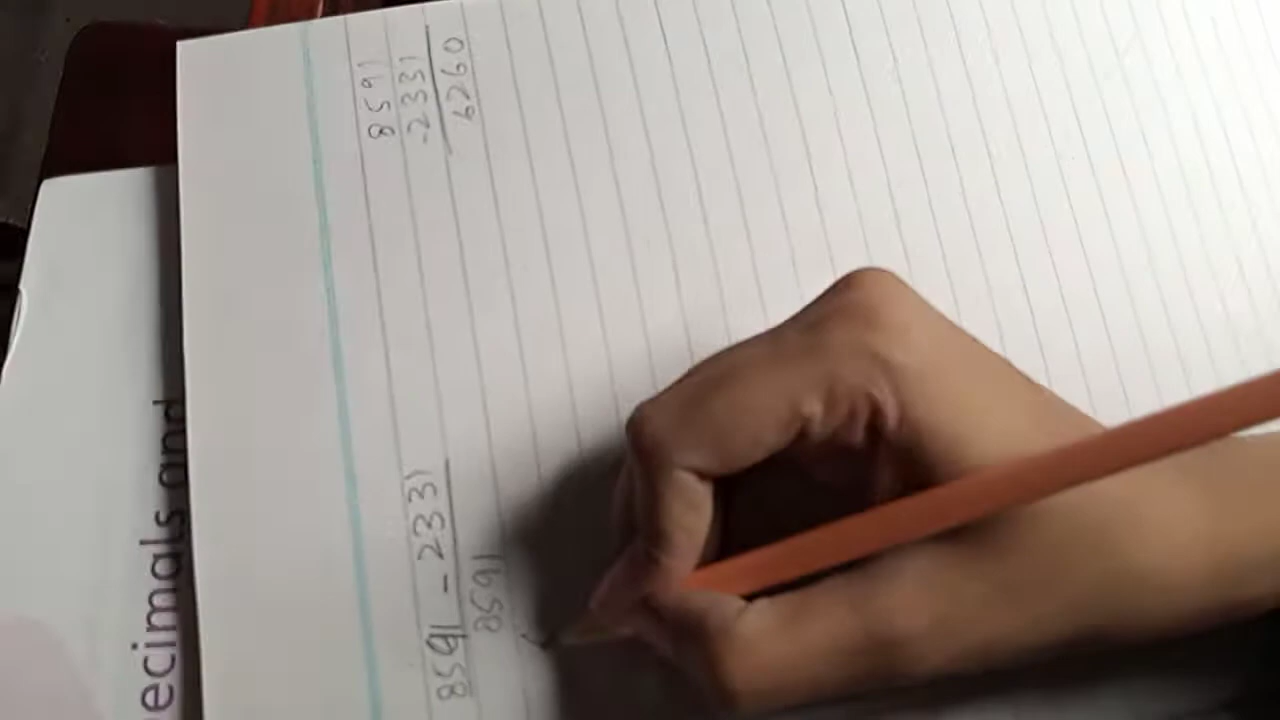 8591 - 2331
8591
8591
-2331
6260
ecimals and